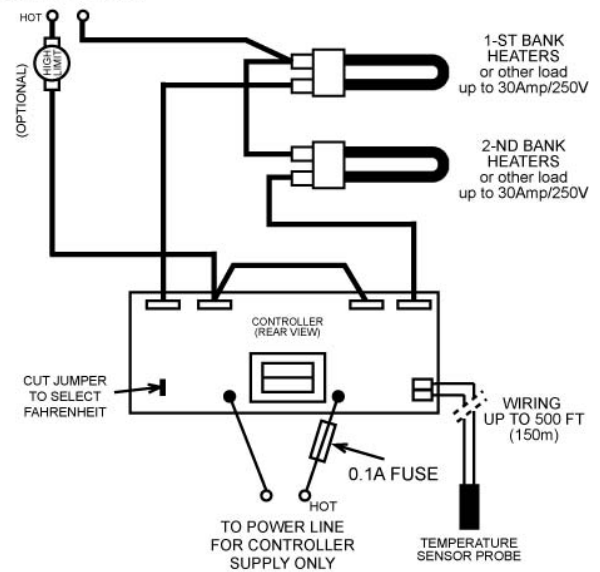 HOT
HIGH
LIMIT
(OPTIONAL)
1-ST BANK
HEATERS
or other load
up to 30Amp/250V
2-ND BANK
HEATERS
or other load
up to 30Amp/250V
CONTROLLER
(REAR VIEW)
CUT JUMPER
TO SELECT
FAHRENHEIT
WIRING
UP TO 500 FT
(150m)
0.1A FUSE
HOT
TO POWER LINE
FOR CONTROLLER
SUPPLY ONLY
TEMPERATURE
SENSOR PROBE